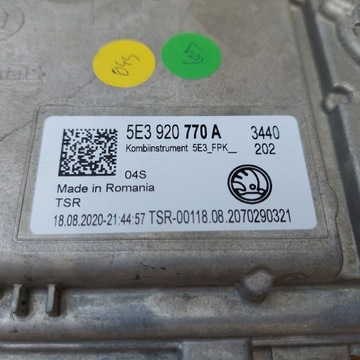 04S
5E3 920 770 A 3440
Kombiinstrument 5E3_FPK__ 202
04S
Made in Romania
TSR
18.08.2020-21:44:57 TSR-00118.08.2070290321